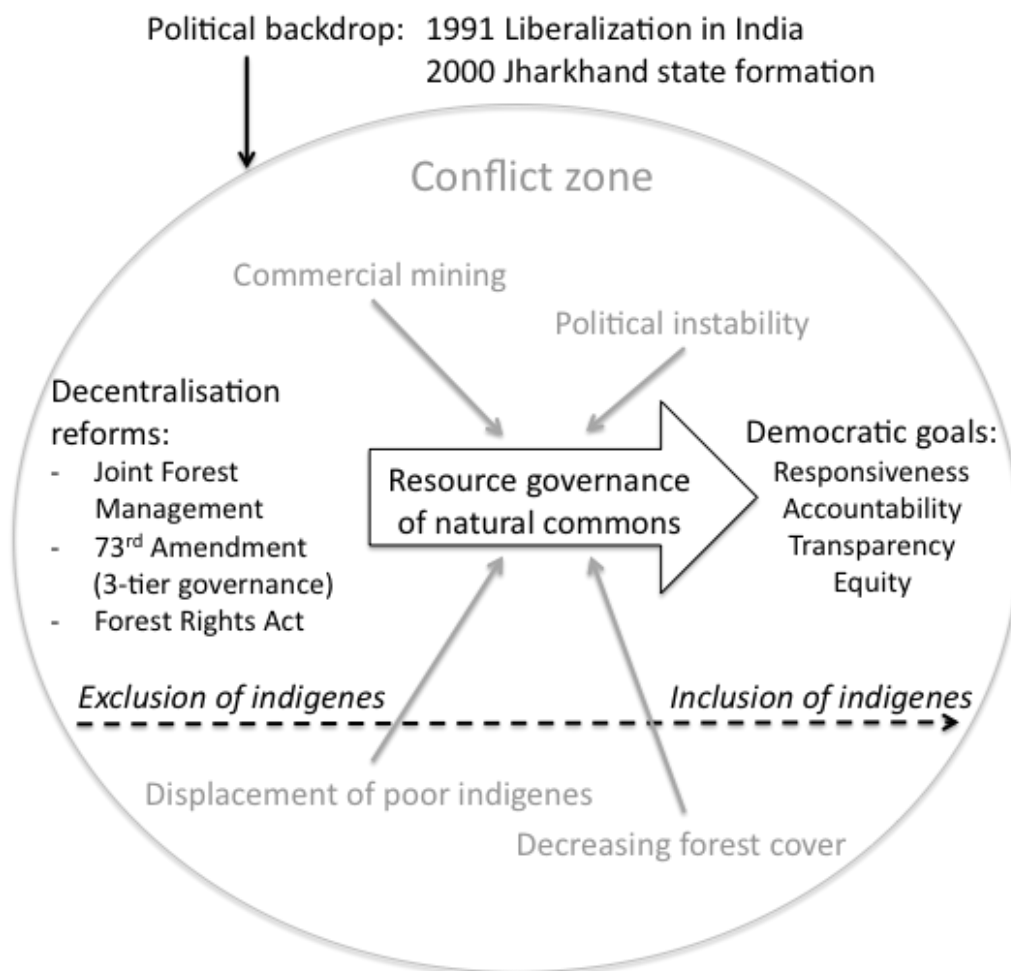 Political backdrop: 1991 Liberalization in India
2000 Jharkhand state formation
Conflict zone
Commercial mining
Political instability
Decentralisation
reforms:
- Joint Forest
Management
- 73rd Amendment
(3-tier governance)
- Forest Rights Act
Resource governance
of natural commons
Democratic goals:
Responsiveness
Accountability
Transparency
Equity
Exclusion of indigenes
Inclusion of indigenes
Displacement of poor indigenes
Decreasing forest cover